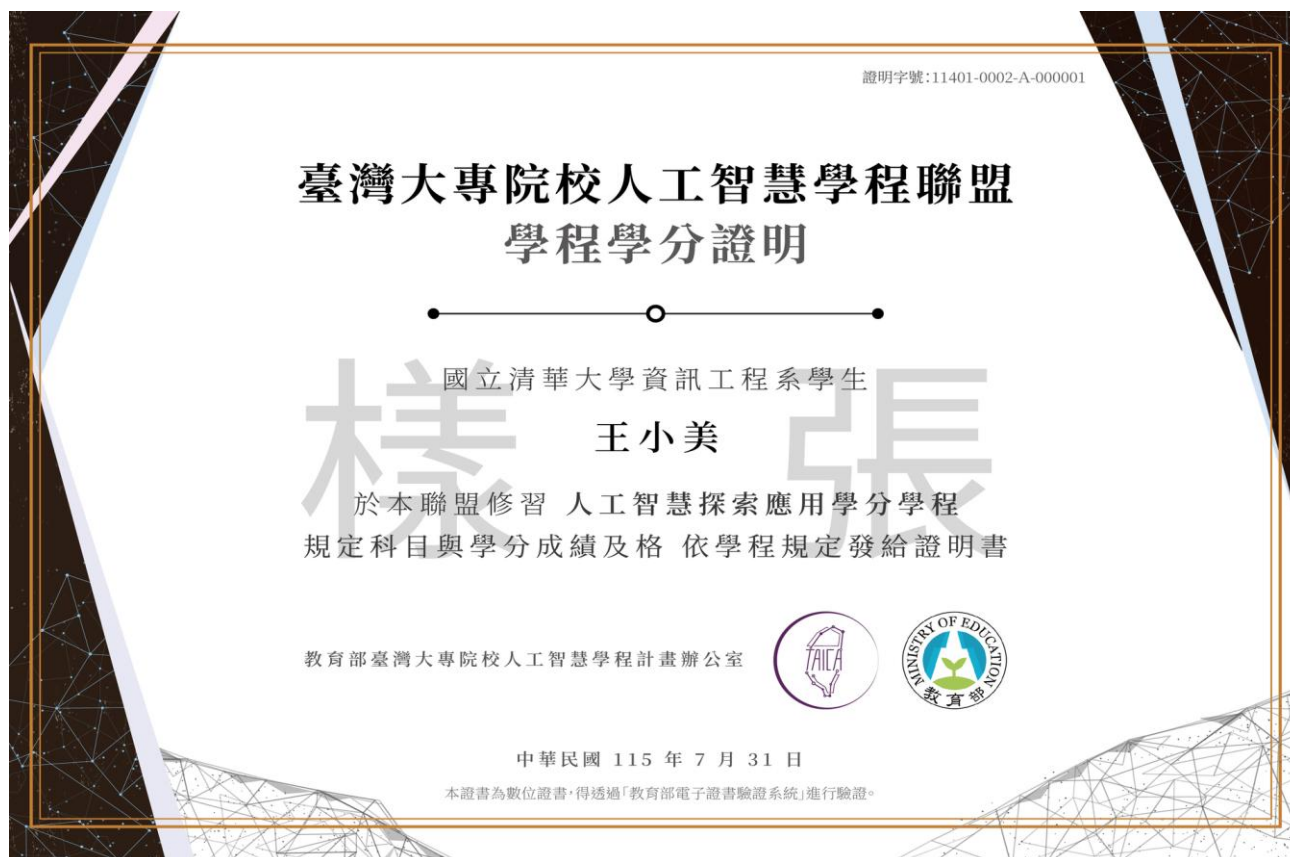 證明字號:11401-0002-A-000001
臺灣大專院校人工智慧學程聯盟
學程學分證明
樣張
國立清華大學資訊工程系學生
王小美
於本聯盟修習 人工智慧探索應用學分學程
規定科目與學分成績及格 依學程規定發給證明書
教育部臺灣大專院校人工智慧學程計畫辦公室
TAICA
MINISTRY OF EDUCATION
教育部
中華民國 115 年 7 月 31 日
本證書為數位證書,得透過「教育部電子證書驗證系統」進行驗證。